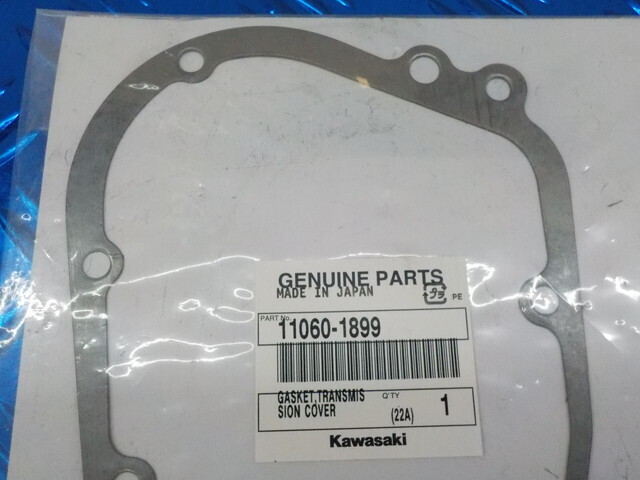 GENUINE PARTS
MADE IN JAPAN
PE
PART No.
11060-1899
GASKET,TRANSMIS Q'TY
SION COVER (22A) 1
Kawasaki